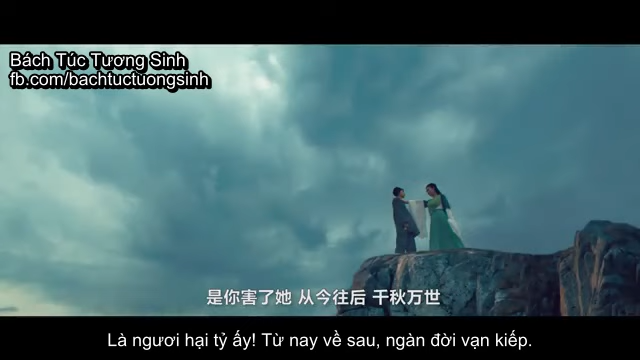 Bách Túc Tương Sinh
fb.com/bachtuctuongsinh
是你害了她 从今往后 千秋万世
Là ngươi hại tỷ ấy! Từ nay về sau, ngàn đời vạn kiếp.